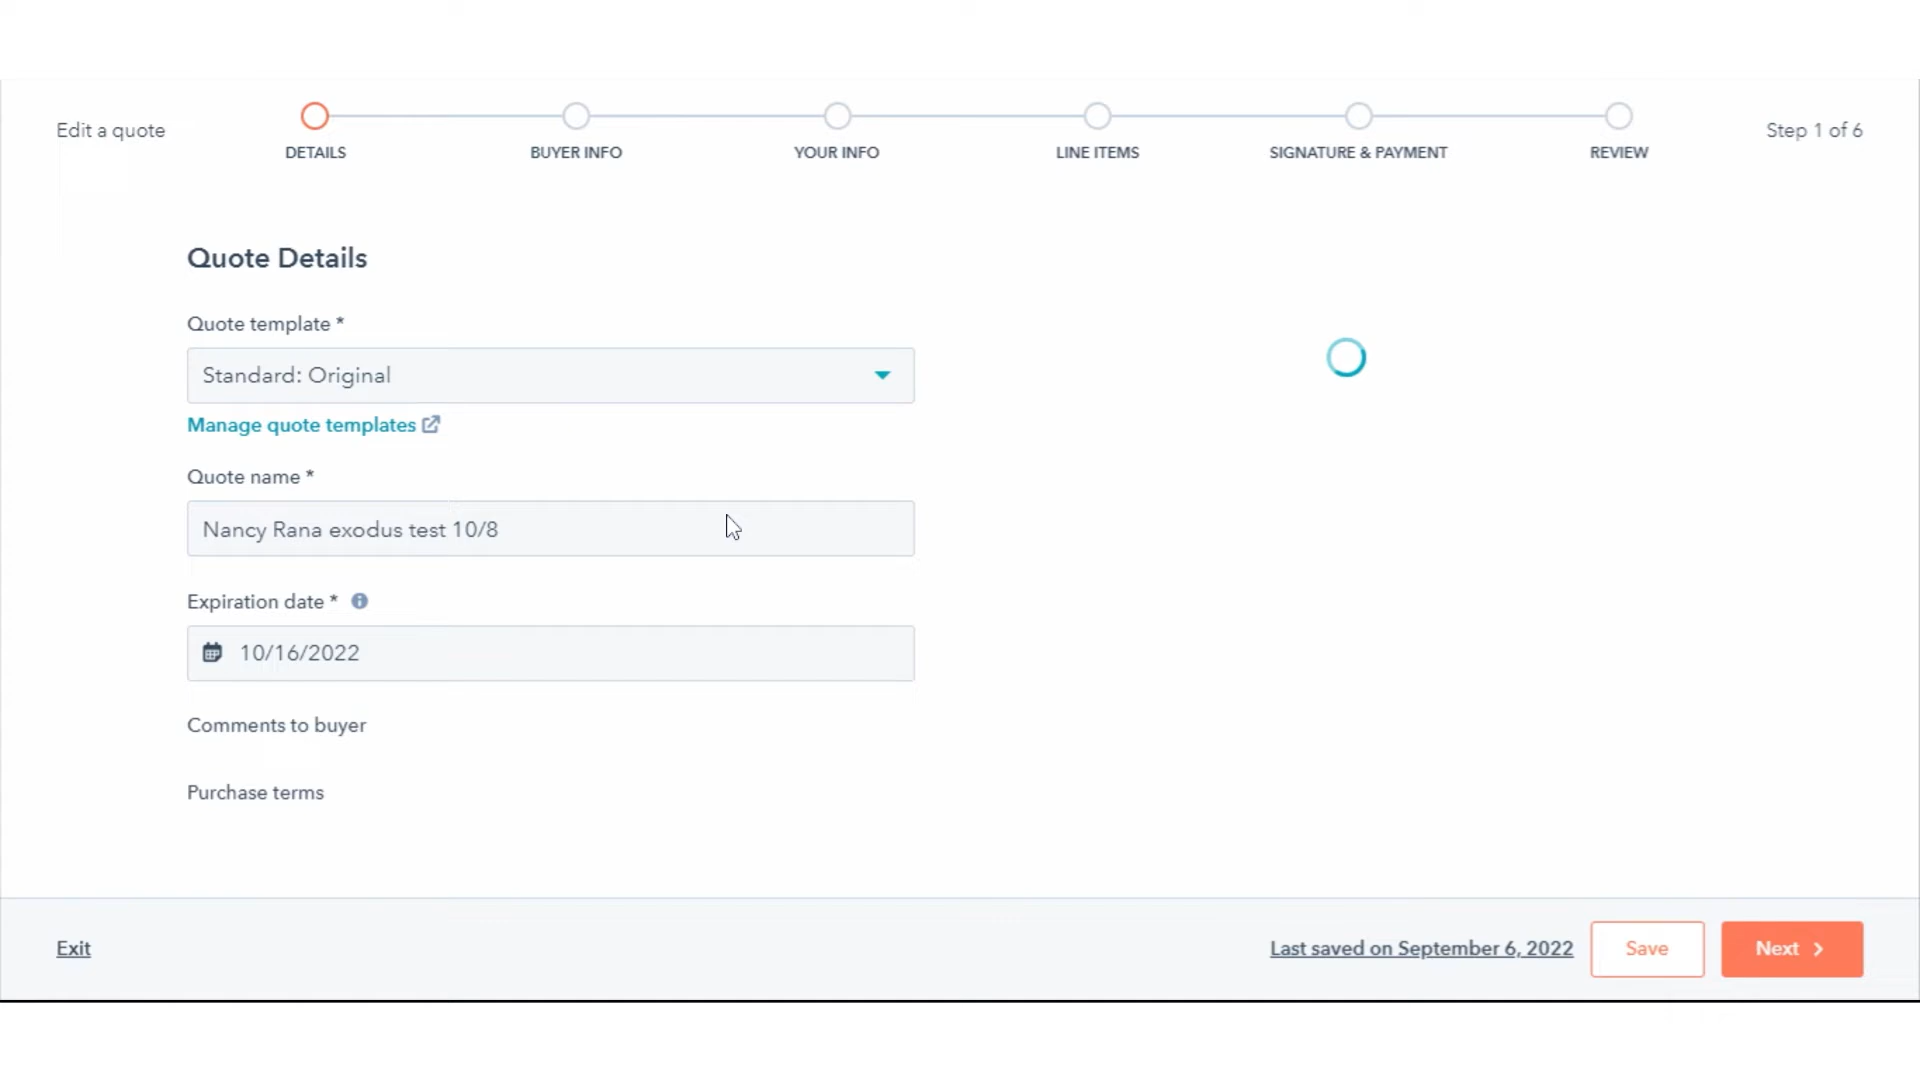 Edit a quote
DETAILS
BUYER INFO
YOUR INFO
LINE ITEMS
SIGNATURE & PAYMENT
REVIEW
Step 1 of 6
Quote Details
Quote template *
Standard: Original
Manage quote templates
Quote name *
Nancy Rana exodus test 10/8
Expiration date *
10/16/2022
Comments to buyer
Purchase terms
Exit
Last saved on September 6, 2022
Save
Next